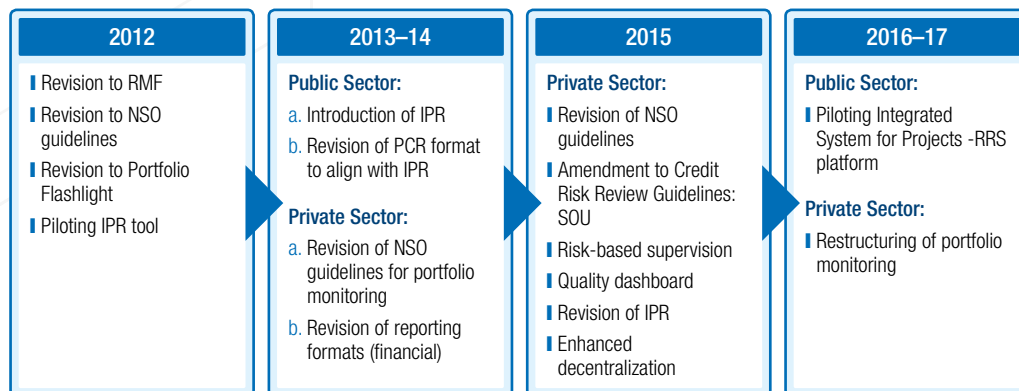 2012
Revision to RMF
Revision to NSO
guidelines
Revision to Portfolio
Flashlight
Piloting IPR tool
2013–14
Public Sector:
a. Introduction of IPR
b. Revision of PCR format
to align with IPR
Private Sector:
a. Revision of NSO
guidelines for portfolio
monitoring
b. Revision of reporting
formats (financial)
2015
Private Sector:
Revision of NSO
guidelines
Amendment to Credit
Risk Review Guidelines:
SOU
Risk-based supervision
Quality dashboard
Revision of IPR
Enhanced
decentralization
2016–17
Public Sector:
Piloting Integrated
System for Projects -RRS
platform
Private Sector:
Restructuring of portfolio
monitoring